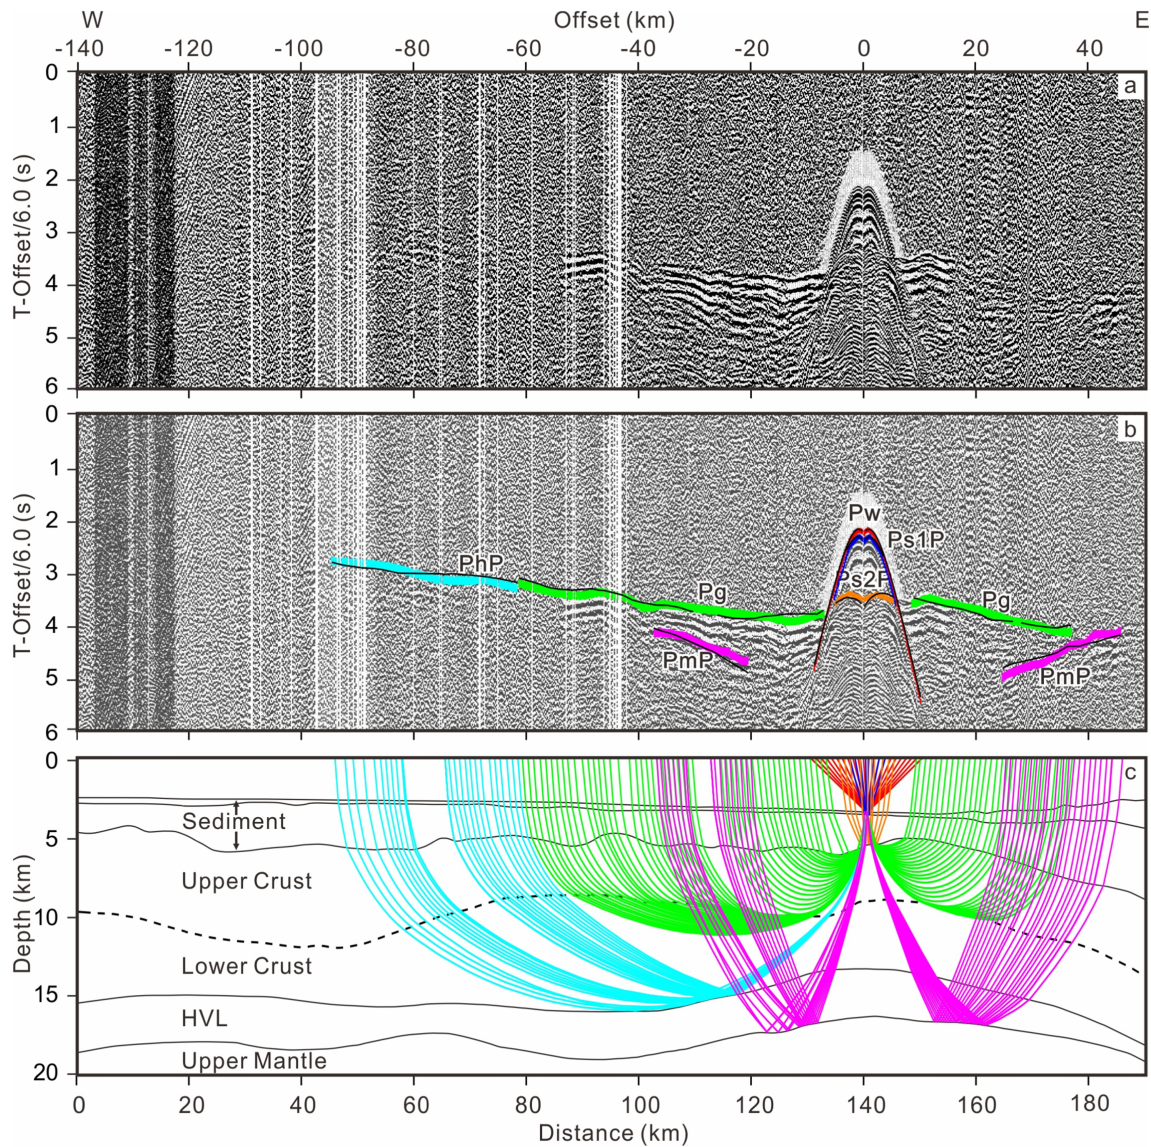 W Offset (km) E
-140 -120 -100 -80 -60 -40 -20 0 20 40
a
0
1
2
3
4
5
6
T-Offset/6.0 (s)
b
0
1
2
3
4
5
6
T-Offset/6.0 (s)
Pw
Ps1P
Ps2P
PhP
Pg
Pg
PmP
PmP
c
0
5
10
15
20
Depth (km)
Sediment
Upper Crust
Lower Crust
HVL
Upper Mantle
0 20 40 60 80 100 120 140 160 180
Distance (km)